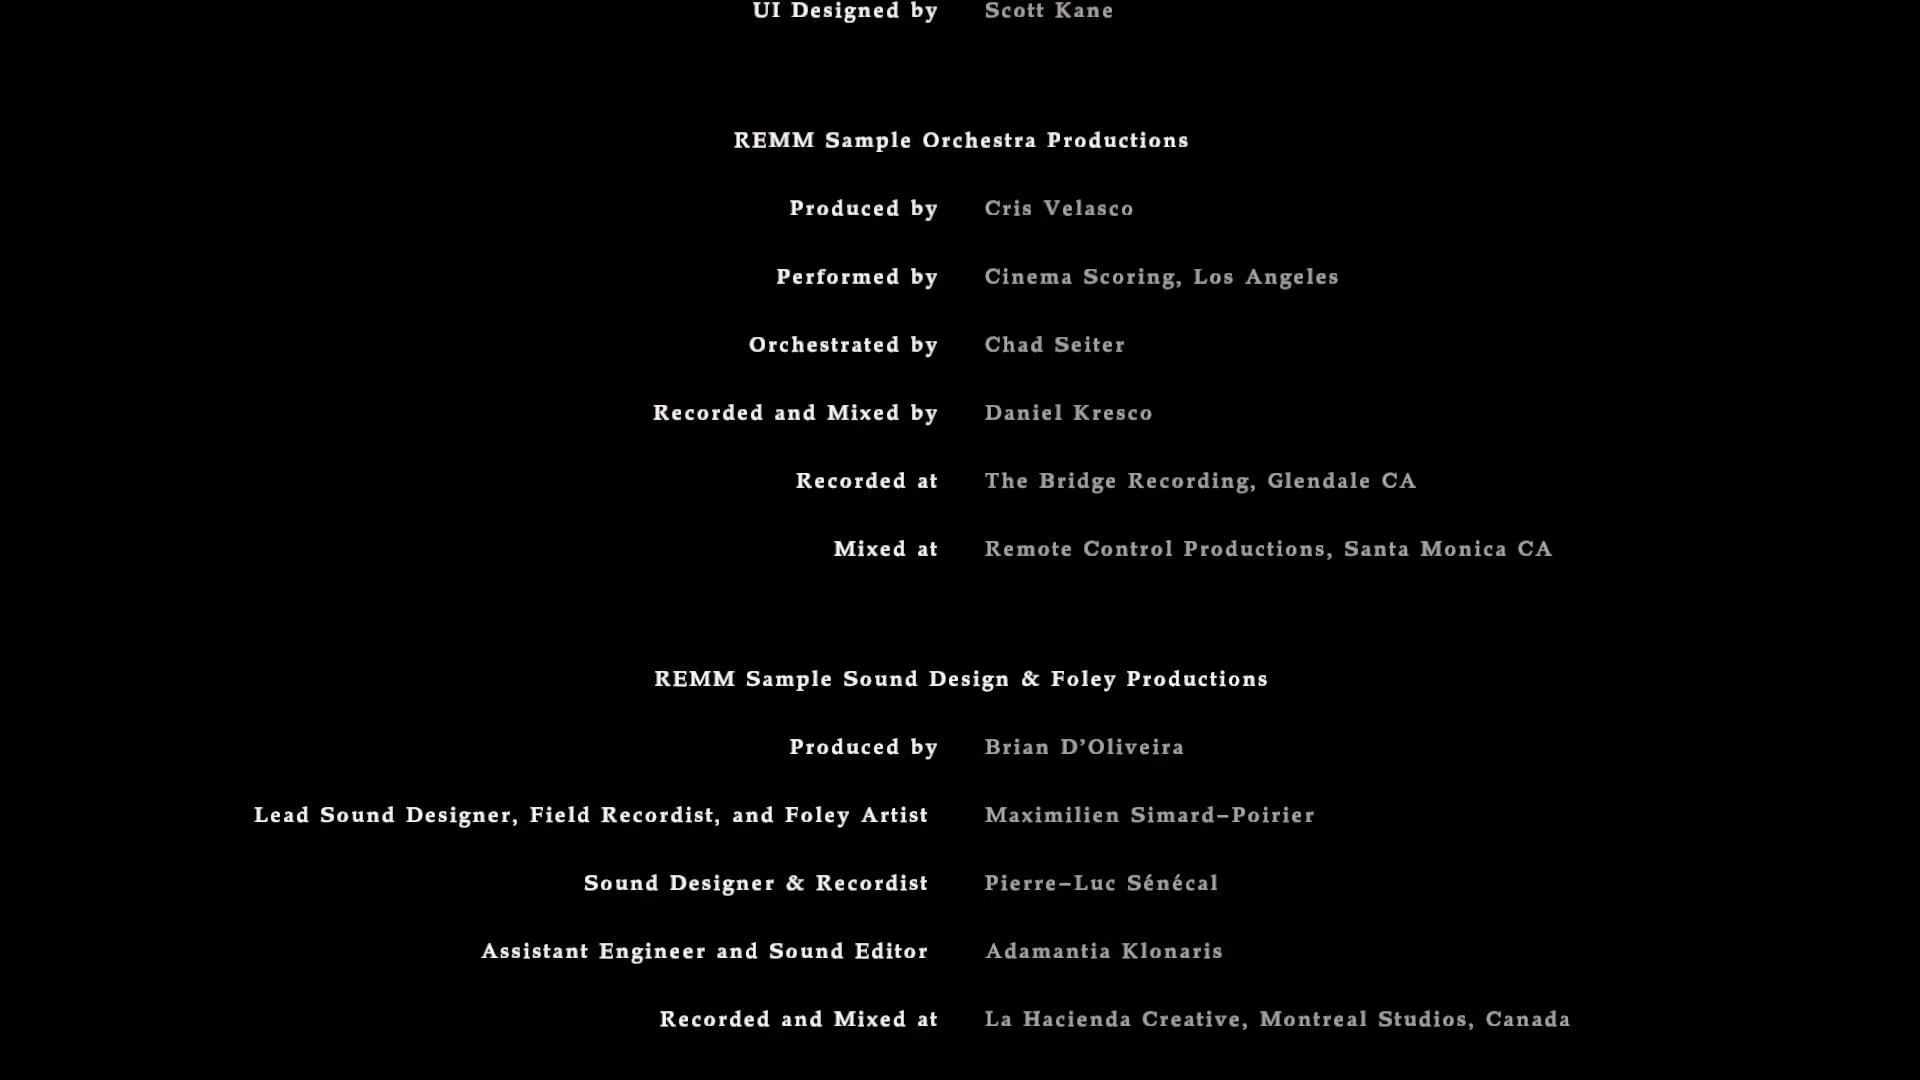 UI Designed by Scott Kane
REMM Sample Orchestra Productions
Produced by Cris Velasco
Performed by Cinema Scoring, Los Angeles
Orchestrated by Chad Seiter
Recorded and Mixed by Daniel Kresco
Recorded at The Bridge Recording, Glendale CA
Mixed at Remote Control Productions, Santa Monica CA
REMM Sample Sound Design & Foley Productions
Produced by Brian D’Oliveira
Lead Sound Designer, Field Recordist, and Foley Artist Maximilien Simard–Poirier
Sound Designer & Recordist Pierre–Luc Sénécal
Assistant Engineer and Sound Editor Adamantia Klonaris
Recorded and Mixed at La Hacienda Creative, Montreal Studios, Canada